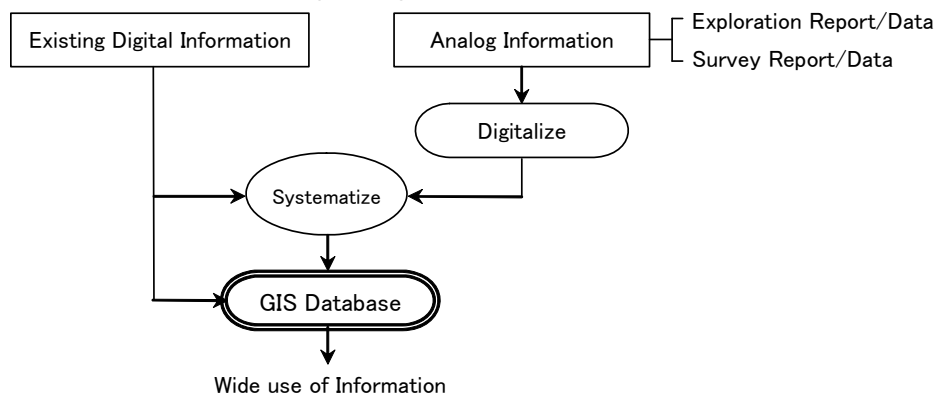 Existing Digital Information
Analog Information
Exploration Report/Data
Survey Report/Data
Digitalize
Systematize
GIS Database
Wide use of Information